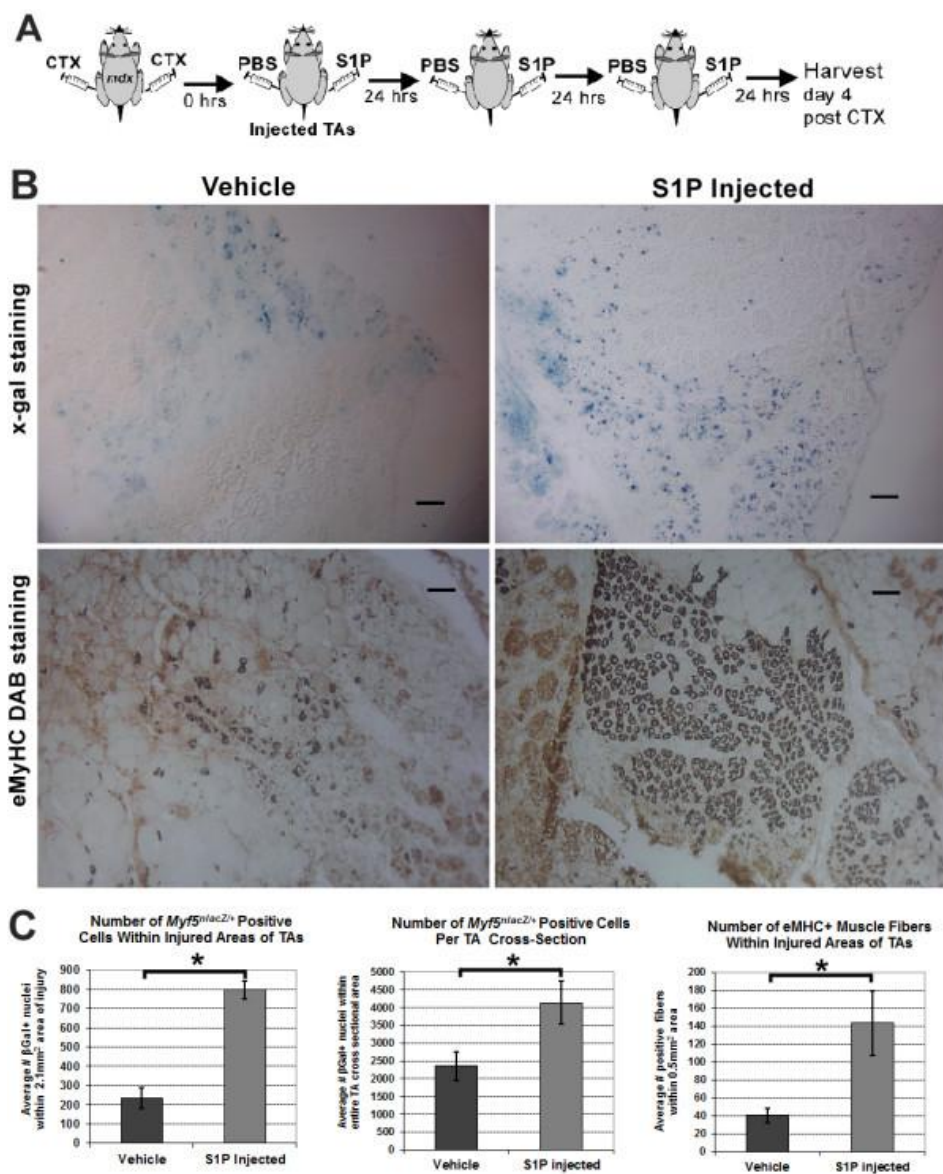 A
CTX
CTX
mdx
0 hrs
PBS
S1P
Injected TAs
24 hrs
PBS
S1P
24 hrs
PBS
S1P
24 hrs
Harvest
day 4
post CTX
B
Vehicle
S1P Injected
x-gal staining
eMyHC DAB staining
C
Number of Myf5nlacZ/+ Positive
Cells Within Injured Areas of TAs
Average # βGal+ nuclei
within 2.1mm² area of injury
900
800
700
600
500
400
300
200
100
0
*
Vehicle
S1P Injected
Number of Myf5nlacZ/+ Positive Cells
Per TA Cross-Section
Average # βGal+ nuclei within
entire TA cross sectional area
5000
4500
4000
3500
3000
2500
2000
1500
1000
500
0
*
Vehicle
S1P injected
Number of eMHC+ Muscle Fibers
Within Injured Areas of TAs
Average # positive fibers
within 0.5mm² area
200
180
160
140
120
100
80
60
40
20
0
*
Vehicle
S1P injected